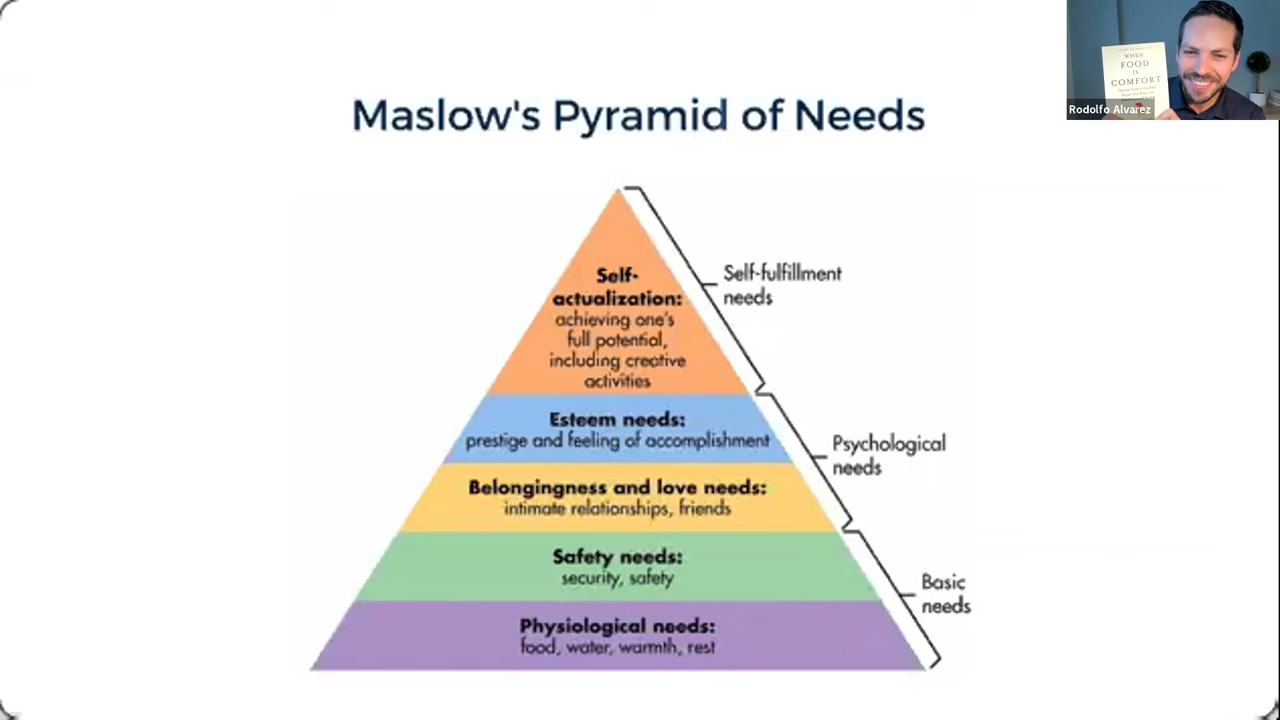 Maslow's Pyramid of Needs
Self-
actualization:
achieving one's
full potential,
including creative
activities
Esteem needs:
prestige and feeling of accomplishment
Belongingness and love needs:
intimate relationships, friends
Safety needs:
security, safety
Physiological needs:
food, water, warmth, rest
Self-fulfillment
needs
Psychological
needs
Basic
needs
WHEN
FOOD
IS
COMFORT
Rodolfo Alvarez